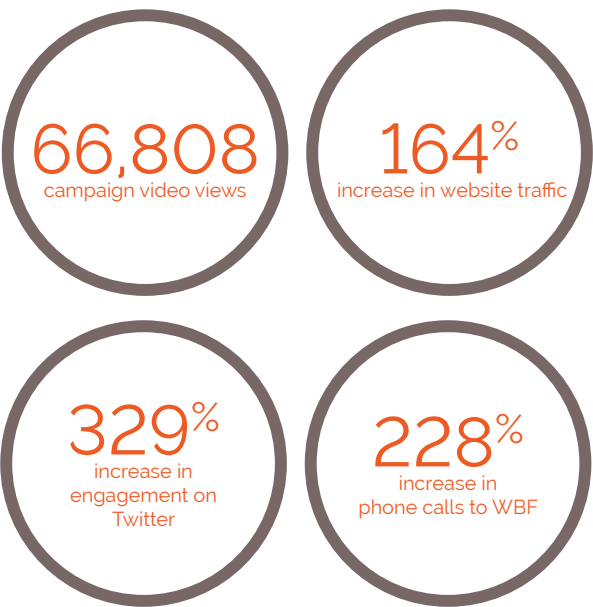 66,808
campaign video views
164%
increase in website traffic
329%
increase in
engagement on
Twitter
228%
increase in
phone calls to WBF